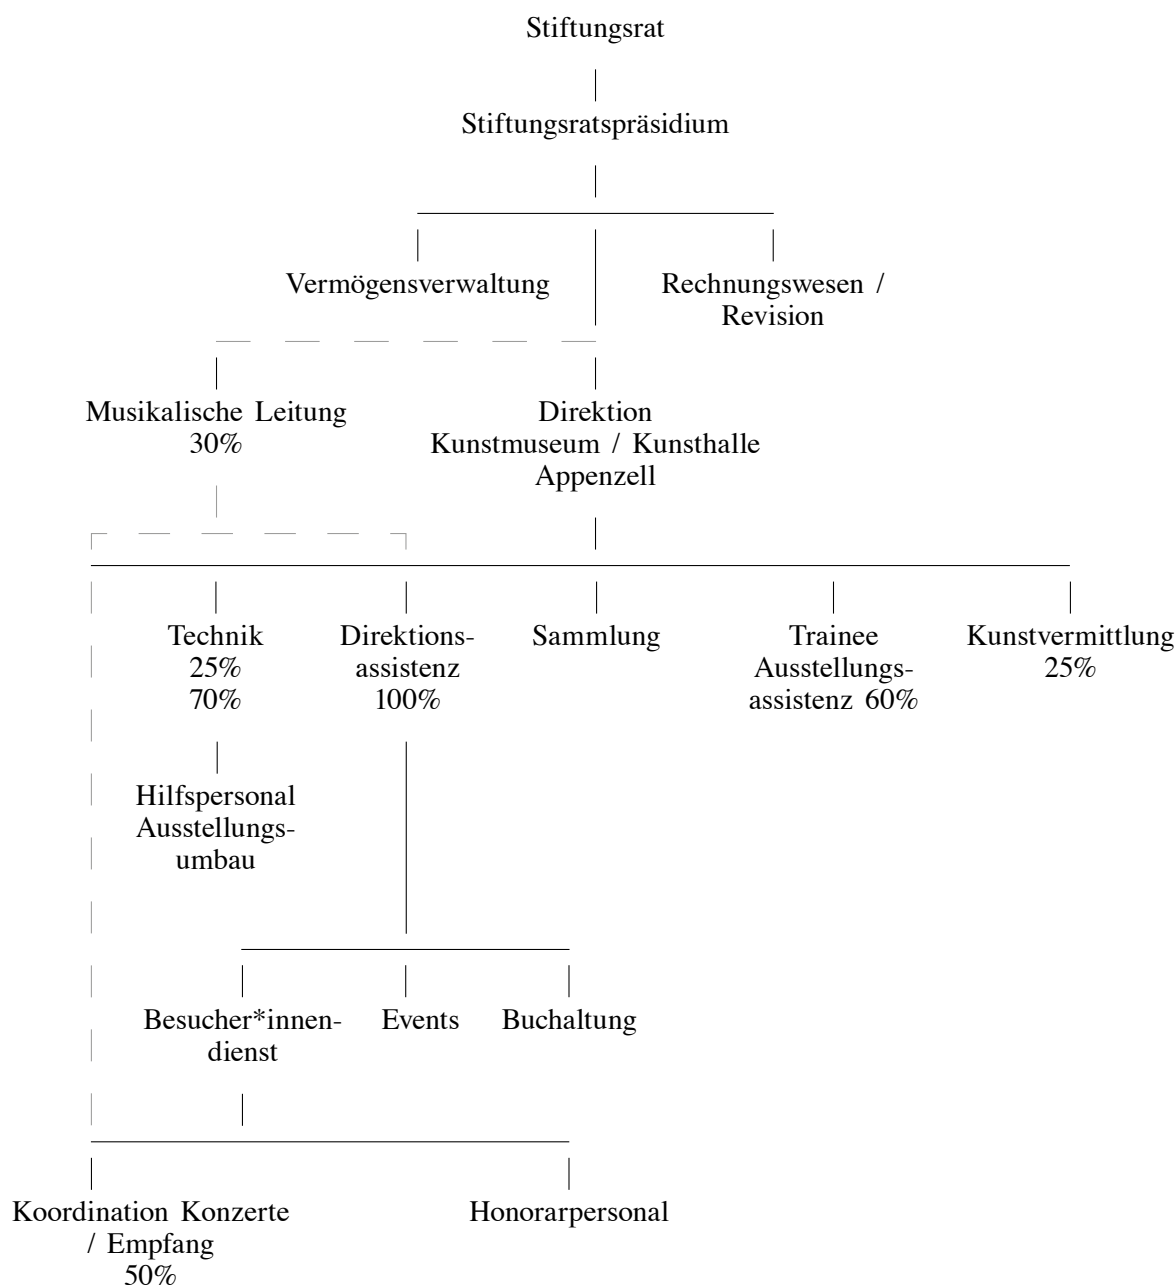 Stiftungsrat
Stiftungsratspräsidium
Vermögensverwaltung
Rechnungswesen /
Revision
Musikalische Leitung
30%
Direktion
Kunstmuseum / Kunsthalle
Appenzell
Technik
25%
70%
Direktions-
assistenz
100%
Sammlung
Trainee
Ausstellungs-
assistenz 60%
Kunstvermittlung
25%
Hilfspersonal
Ausstellungs-
umbau
Besucher*innen-
dienst
Events
Buchaltung
Koordination Konzerte
/ Empfang
50%
Honorarpersonal